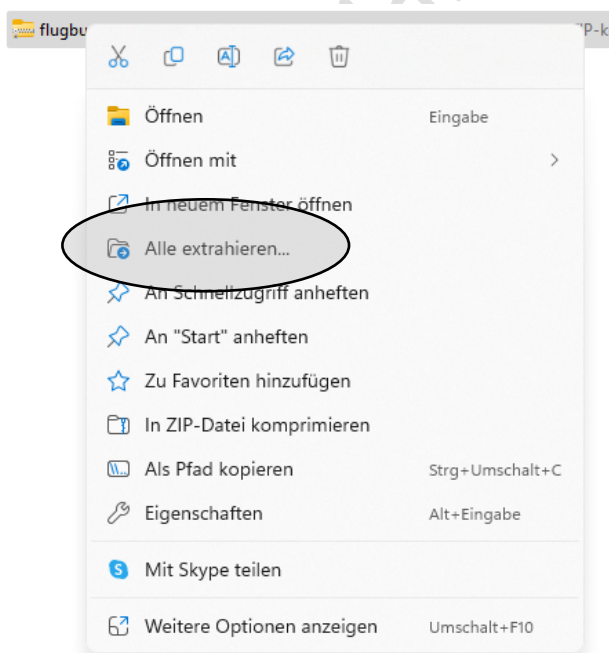 flugbu
Öffnen Eingabe
Öffnen mit
In neuem Fenster öffnen
Alle extrahieren...
An Schnellzugriff anheften
An "Start" anheften
Zu Favoriten hinzufügen
In ZIP-Datei komprimieren
Als Pfad kopieren Strg+Umschalt+C
Eigenschaften Alt+Eingabe
Mit Skype teilen
Weitere Optionen anzeigen Umschalt+F10